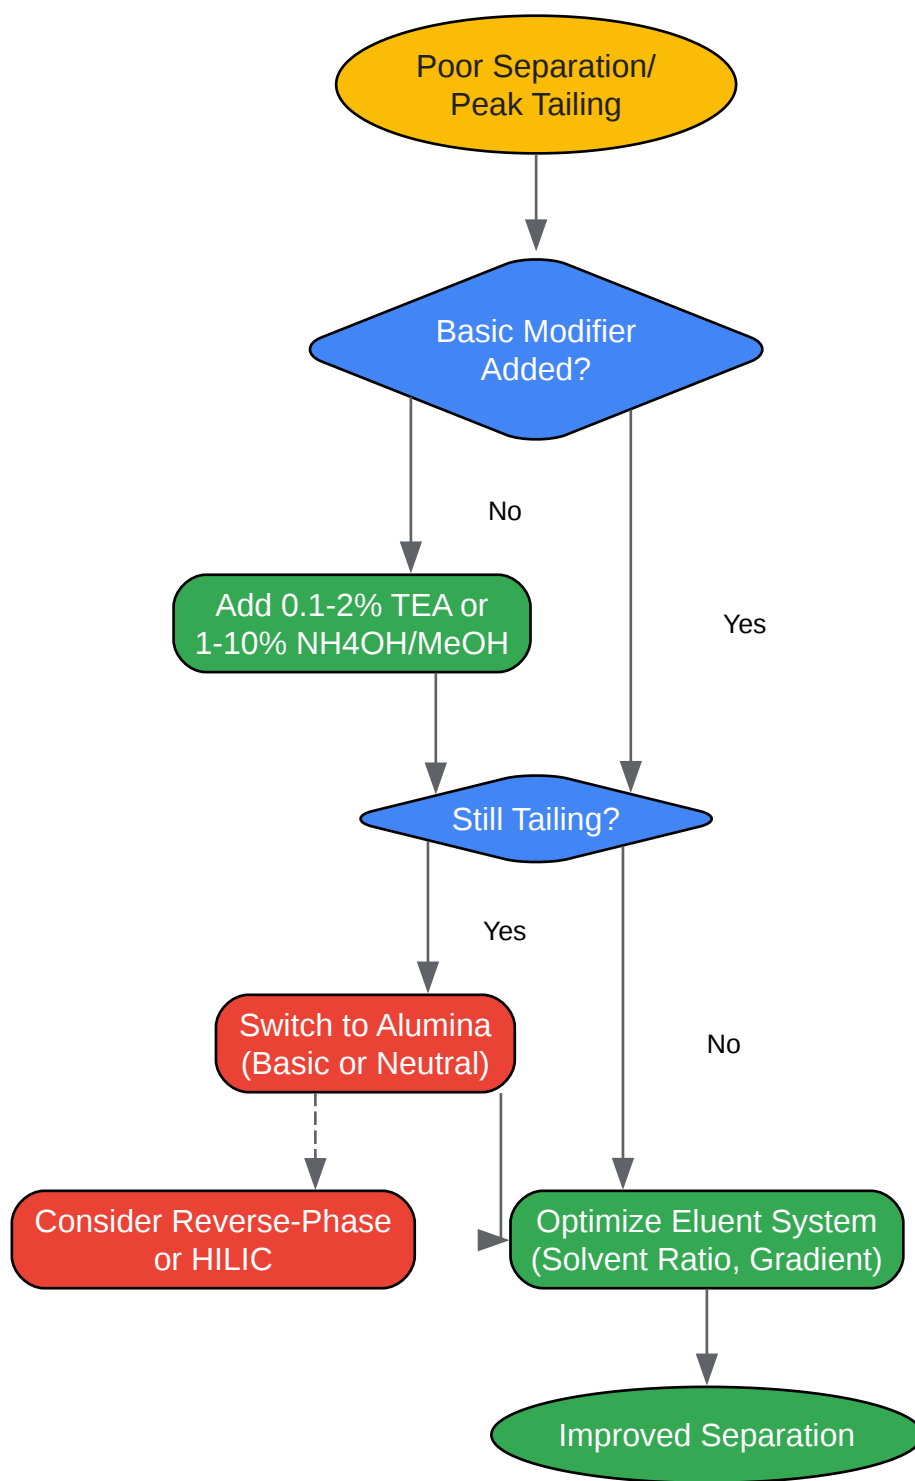 Poor Separation/
Peak Tailing
Basic Modifier
Added?
No
Add 0.1-2% TEA or
1-10% NH4OH/MeOH
Yes
Still Tailing?
Yes
Switch to Alumina
(Basic or Neutral)
No
Consider Reverse-Phase
or HILIC
Optimize Eluent System
(Solvent Ratio, Gradient)
Improved Separation